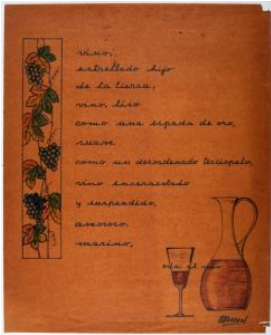 vino,
estrellado hijo
de la tierra,
vino, liso
como una espada de oro,
suave
como un desordenado terciopelo,
vino encaracolado
y suspendido,
amoroso,
marino,
oda al vino